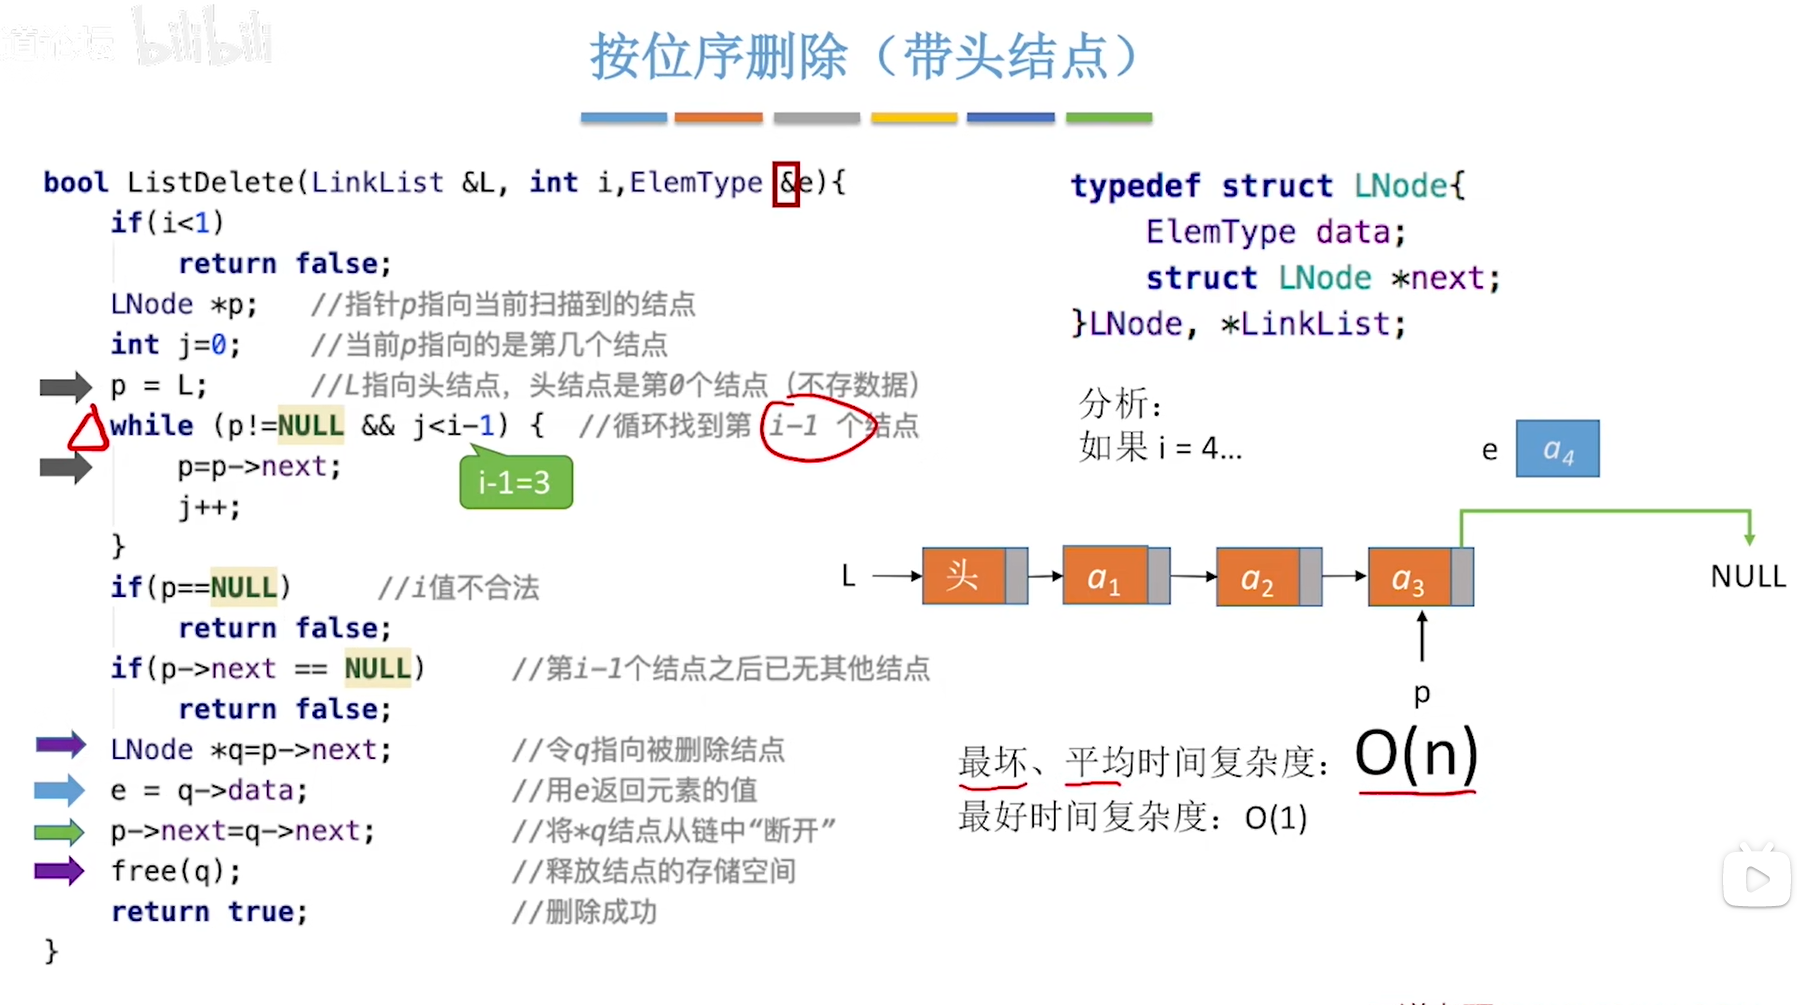 bilibili
按位序删除（带头结点）
bool ListDelete(LinkList &L, int i,ElemType &e){
if(i<1)
return false;
LNode *p; //指针p指向当前扫描到的结点
int j=0; //当前p指向的是第几个结点
p = L; //L指向头结点，头结点是第0个结点（不存数据）
while (p!=NULL && j<i-1) { //循环找到第 i-1 个结点
p=p->next;
i-1=3
j++;
}
if(p==NULL) //i值不合法
return false;
if(p->next == NULL) //第i-1个结点之后已无其他结点
return false;
LNode *q=p->next; //令q指向被删除结点
e = q->data; //用e返回元素的值
p->next=q->next; //将*q结点从链中“断开”
free(q); //释放结点的存储空间
return true; //删除成功
}
typedef struct LNode{
ElemType data;
struct LNode *next;
}LNode, *LinkList;
分析：
如果 i = 4...
e a4
L 头 a1 a2 a3 NULL
p
最坏、平均时间复杂度：O(n)
最好时间复杂度：O(1)